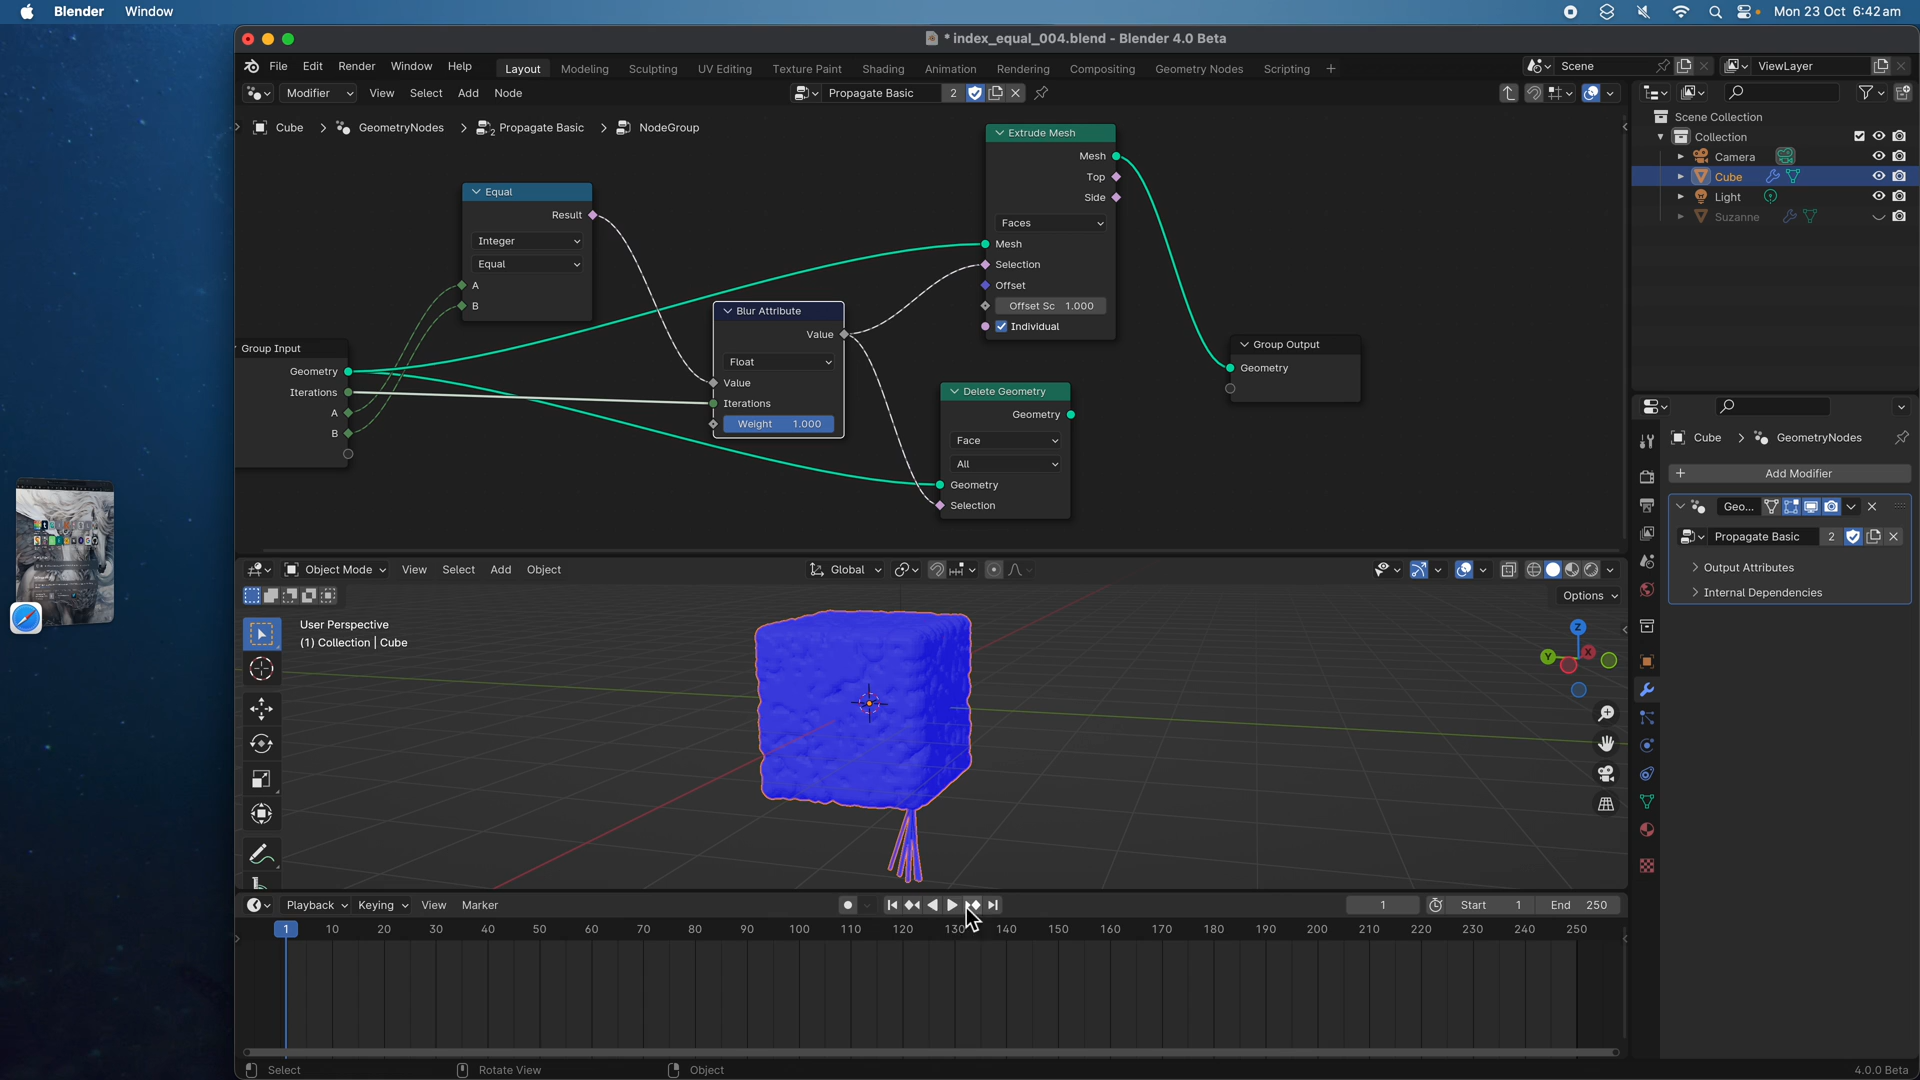 Blender Window
Mon 23 Oct 6:42 am
* index_equal_004.blend - Blender 4.0 Beta
File Edit Render Window Help Layout Modeling Sculpting UV Editing Texture Paint Shading Animation Rendering Compositing Geometry Nodes Scripting +
Scene ViewLayer
Modifier View Select Add Node Propagate Basic 2
Cube > GeometryNodes > 2 Propagate Basic > NodeGroup
Scene Collection
Collection
Camera
Cube
Light
Suzanne
Group Input
Geometry
Iterations
A
B
Equal
Result
Integer
Equal
A
B
Blur Attribute
Value
Float
Value
Iterations
Weight 1.000
Extrude Mesh
Mesh
Top
Side
Faces
Mesh
Selection
Offset
Offset Sc 1.000
Individual
Delete Geometry
Geometry
Face
All
Geometry
Selection
Group Output
Geometry
Cube > GeometryNodes
+ Add Modifier
Geo...
Propagate Basic 2
> Output Attributes
> Internal Dependencies
Object Mode View Select Add Object Global
Options
User Perspective
(1) Collection | Cube
Z
Y
X
Playback Keying View Marker 1 Start 1 End 250
1 10 20 30 40 50 60 70 80 90 100 110 120 130 140 150 160 170 180 190 200 210 220 230 240 250
Select Rotate View Object 4.0.0 Beta